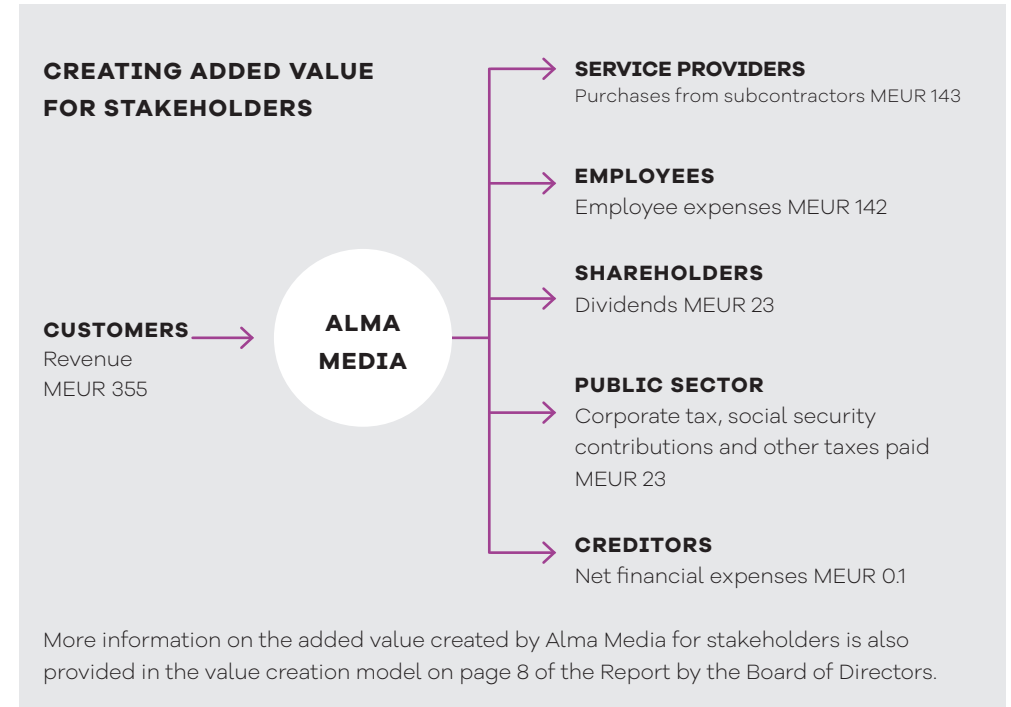 CREATING ADDED VALUE
FOR STAKEHOLDERS
CUSTOMERS
Revenue
MEUR 355
ALMA
MEDIA
SERVICE PROVIDERS
Purchases from subcontractors MEUR 143
EMPLOYEES
Employee expenses MEUR 142
SHAREHOLDERS
Dividends MEUR 23
PUBLIC SECTOR
Corporate tax, social security
contributions and other taxes paid
MEUR 23
CREDITORS
Net financial expenses MEUR 0.1
More information on the added value created by Alma Media for stakeholders is also
provided in the value creation model on page 8 of the Report by the Board of Directors.